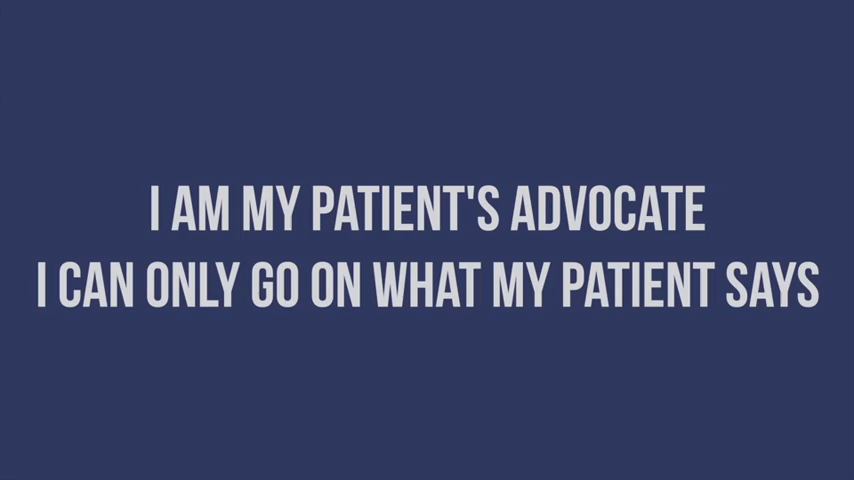 I AM MY PATIENT'S ADVOCATE
I CAN ONLY GO ON WHAT MY PATIENT SAYS